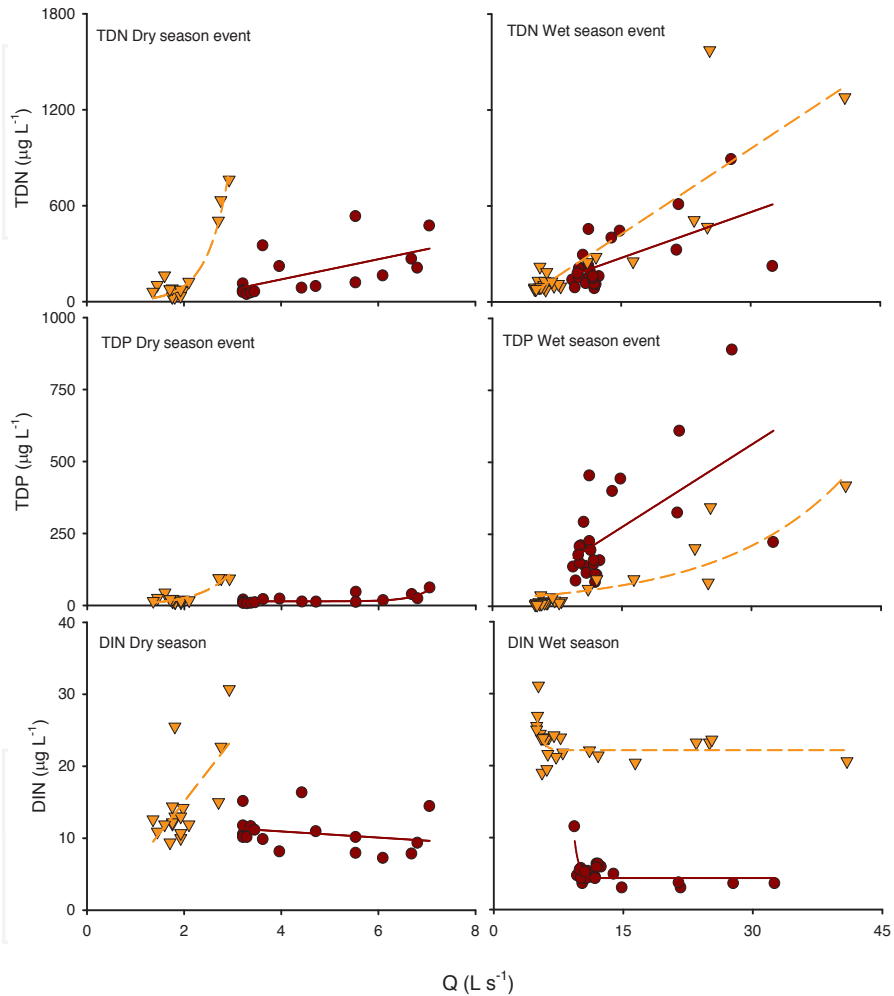 1800
1200
600
0
TDN (µg L-1)
TDN Dry season event
TDN Wet season event
1000
750
500
250
0
TDP (µg L-1)
TDP Dry season event
TDP Wet season event
40
30
20
10
0
DIN (µg L-1)
DIN Dry season
DIN Wet season
0 2 4 6 8
0 15 30 45
Q (L s-1)